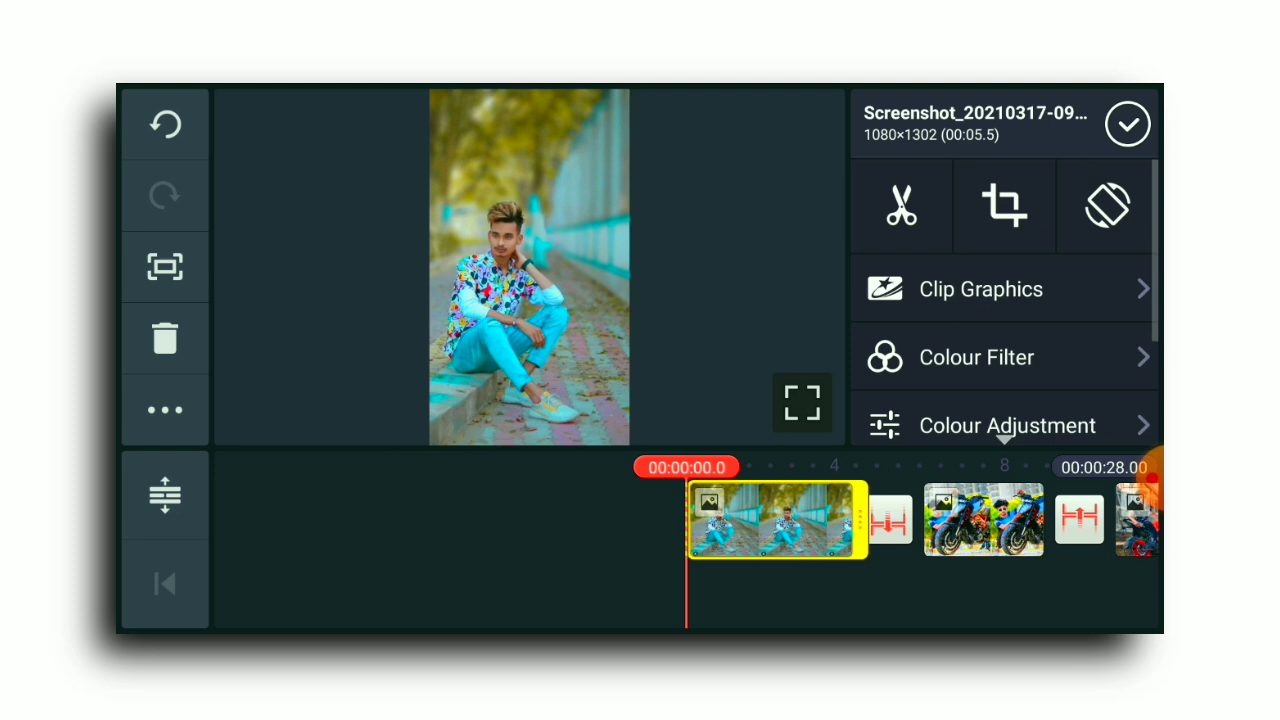 Screenshot_20210317-09...
1080×1302 (00:05.5)
Clip Graphics
Colour Filter
Colour Adjustment
00:00:00.0
4
8
00:00:28.00